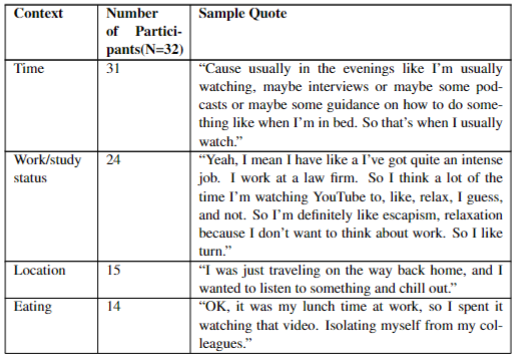 Context Number Sample Quote
of Partici-
pants(N=32)
Time 31 “Cause usually in the evenings like I’m usually
watching, maybe interviews or maybe some pod-
casts or maybe some guidance on how to do some-
thing like when I’m in bed. So that’s when I usually
watch.”
Work/study 24 “Yeah, I mean I have like a I’ve got quite an intense
status job. I work at a law firm. So I think a lot of the
time I’m watching YouTube to, like, relax, I guess,
and not. So I’m definitely like escapism, relaxation
because I don’t want to think about work. So I like
turn.”
Location 15 “I was just traveling on the way back home, and I
wanted to listen to something and chill out.”
Eating 14 “OK, it was my lunch time at work, so I spent it
watching that video. Isolating myself from my col-
leagues.”